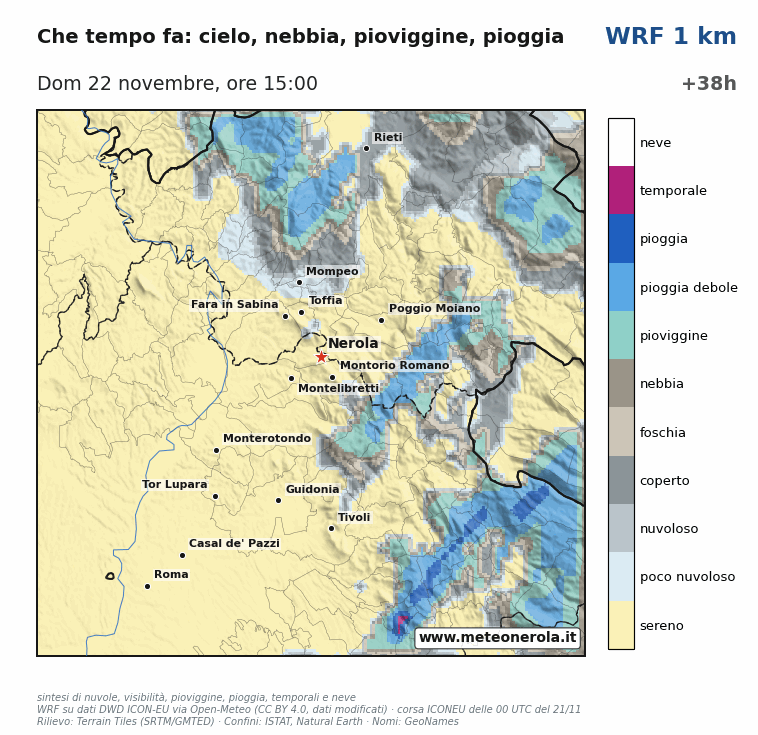 Che tempo fa: cielo, nebbia, pioviggine, pioggia
WRF 1 km
Dom 22 novembre, ore 15:00
+38h
Rieti
Mompeo
Fara in Sabina
Toffia
Poggio Moiano
Nerola
Montorio Romano
Montelibretti
Monterotondo
Tor Lupara
Guidonia
Tivoli
Casal de' Pazzi
Roma
www.meteonerola.it
neve
temporale
pioggia
pioggia debole
pioviggine
nebbia
foschia
coperto
nuvoloso
poco nuvoloso
sereno
sintesi di nuvole, visibilità, pioviggine, pioggia, temporali e neve
WRF su dati DWD ICON-EU via Open-Meteo (CC BY 4.0, dati modificati) · corsa ICONEU delle 00 UTC del 21/11
Rilievo: Terrain Tiles (SRTM/GMTED) · Confini: ISTAT, Natural Earth · Nomi: GeoNames